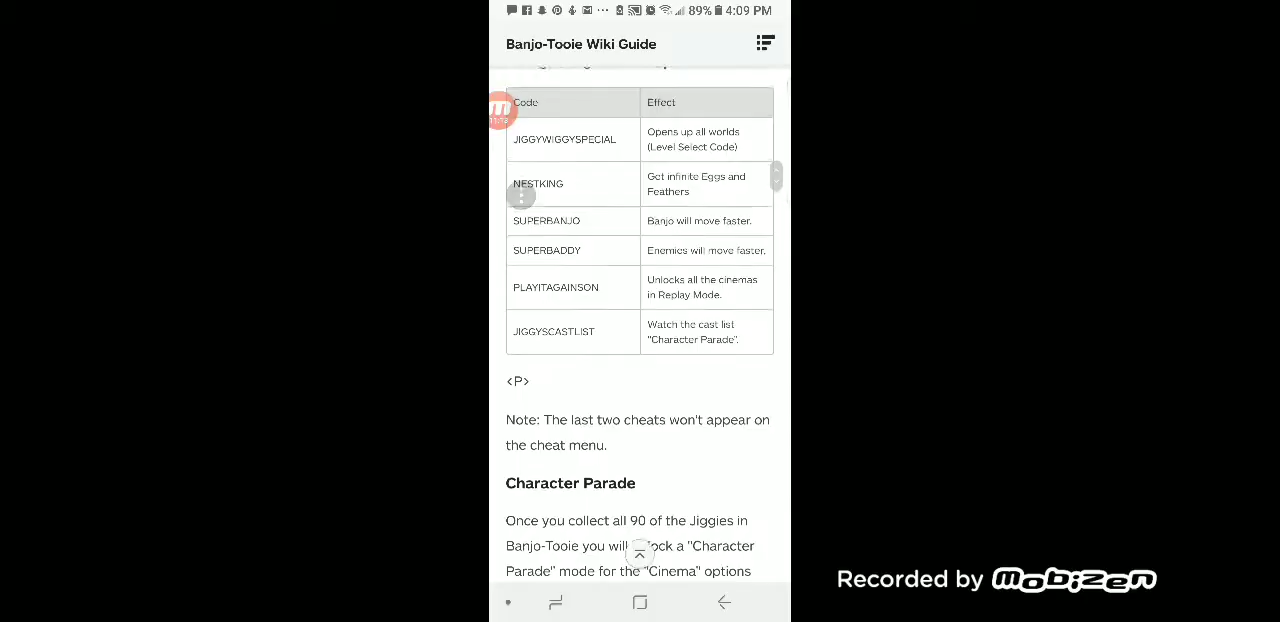 89% 4:09 PM
Banjo-Tooie Wiki Guide
Code Effect
JIGGYWIGGYSPECIAL Opens up all worlds
(Level Select Code)
NESTKING Get infinite Eggs and
Feathers
SUPERBANJO Banjo will move faster.
SUPERBADDY Enemies will move faster.
PLAYITAGAINSON Unlocks all the cinemas
in Replay Mode.
JIGGYSCASTLIST Watch the cast list
"Character Parade".
<P>
Note: The last two cheats won't appear on
the cheat menu.
Character Parade
Once you collect all 90 of the Jiggies in
Banjo-Tooie you will a "Character
Parade" mode for the "Cinema" options
Recorded by mobizen